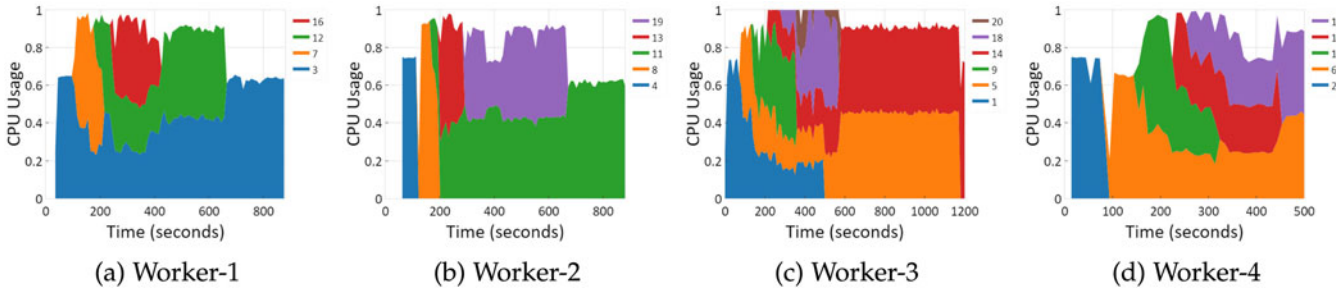 CPU Usage
1
0.8
0.6
0.4
0.2
0
0 200 400 600 800
Time (seconds)
16
12
7
3
(a) Worker-1
CPU Usage
1
0.8
0.6
0.4
0.2
0
0 200 400 600 800
Time (seconds)
19
13
11
8
4
(b) Worker-2
CPU Usage
1
0.8
0.6
0.4
0.2
0
0 200 400 600 800 1000 1200
Time (seconds)
20
18
14
9
5
1
(c) Worker-3
CPU Usage
1
0.8
0.6
0.4
0.2
0
0 100 200 300 400 500
Time (seconds)
1
1
1
6
2
(d) Worker-4